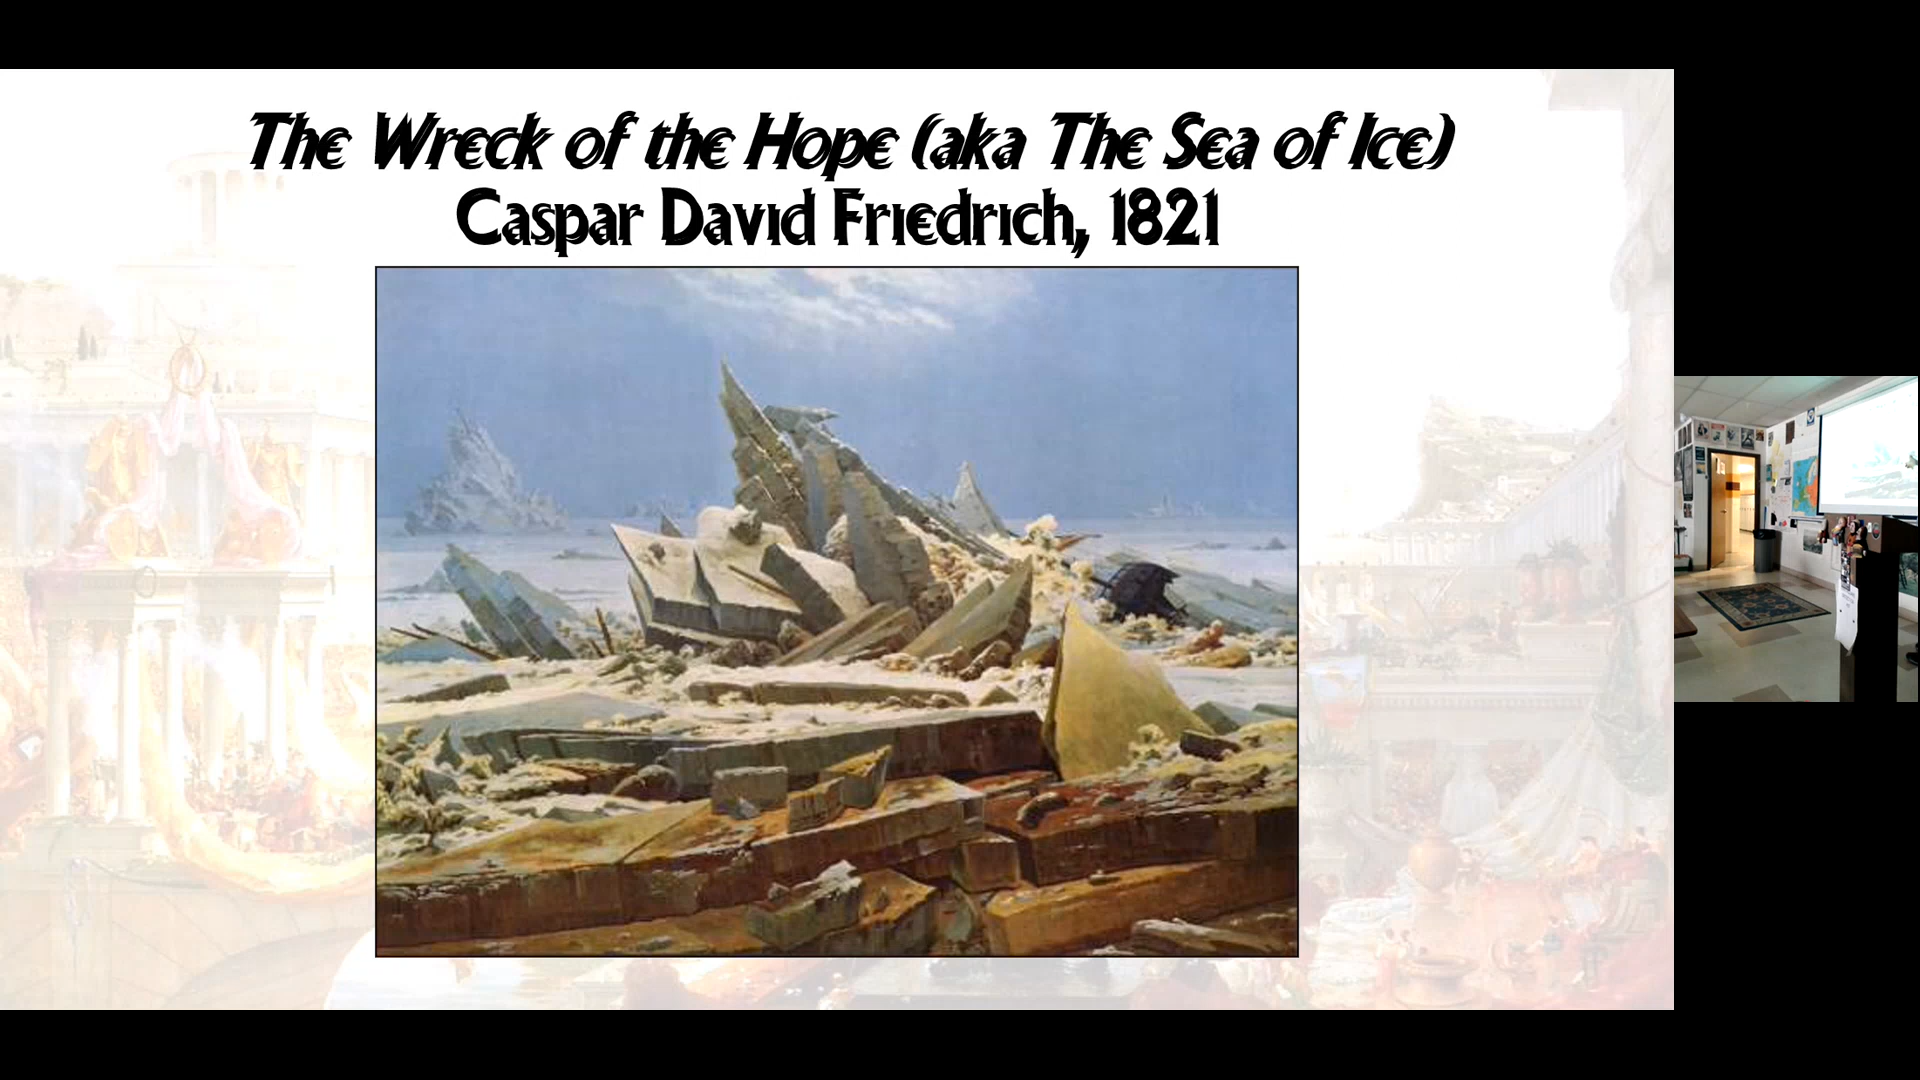 The Wreck of the Hope (aka The Sea of Ice)
Caspar David Friedrich, 1821